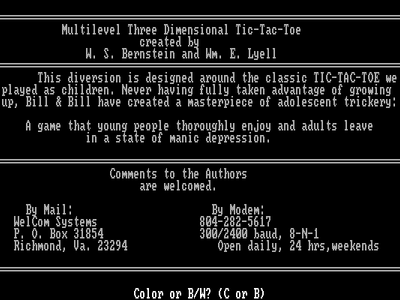 Multilevel Three Dimensional Tic-Tac-Toe
created by
W. S. Bernstein and Wm. E. Lyell
This diversion is designed around the classic TIC-TAC-TOE we
played as children. Never having fully taken advantage of growing
up, Bill & Bill have created a masterpiece of adolescent trickery:
A game that young people thoroughly enjoy and adults leave
in a state of manic depression.
Comments to the Authors
are welcomed.
By Mail: By Modem:
WelCom Systems 804-282-5617
P. O. Box 31854 300/2400 baud, 8-N-1
Richmond, Va. 23294 Open daily, 24 hrs,weekends
Color or B/W? (C or B)